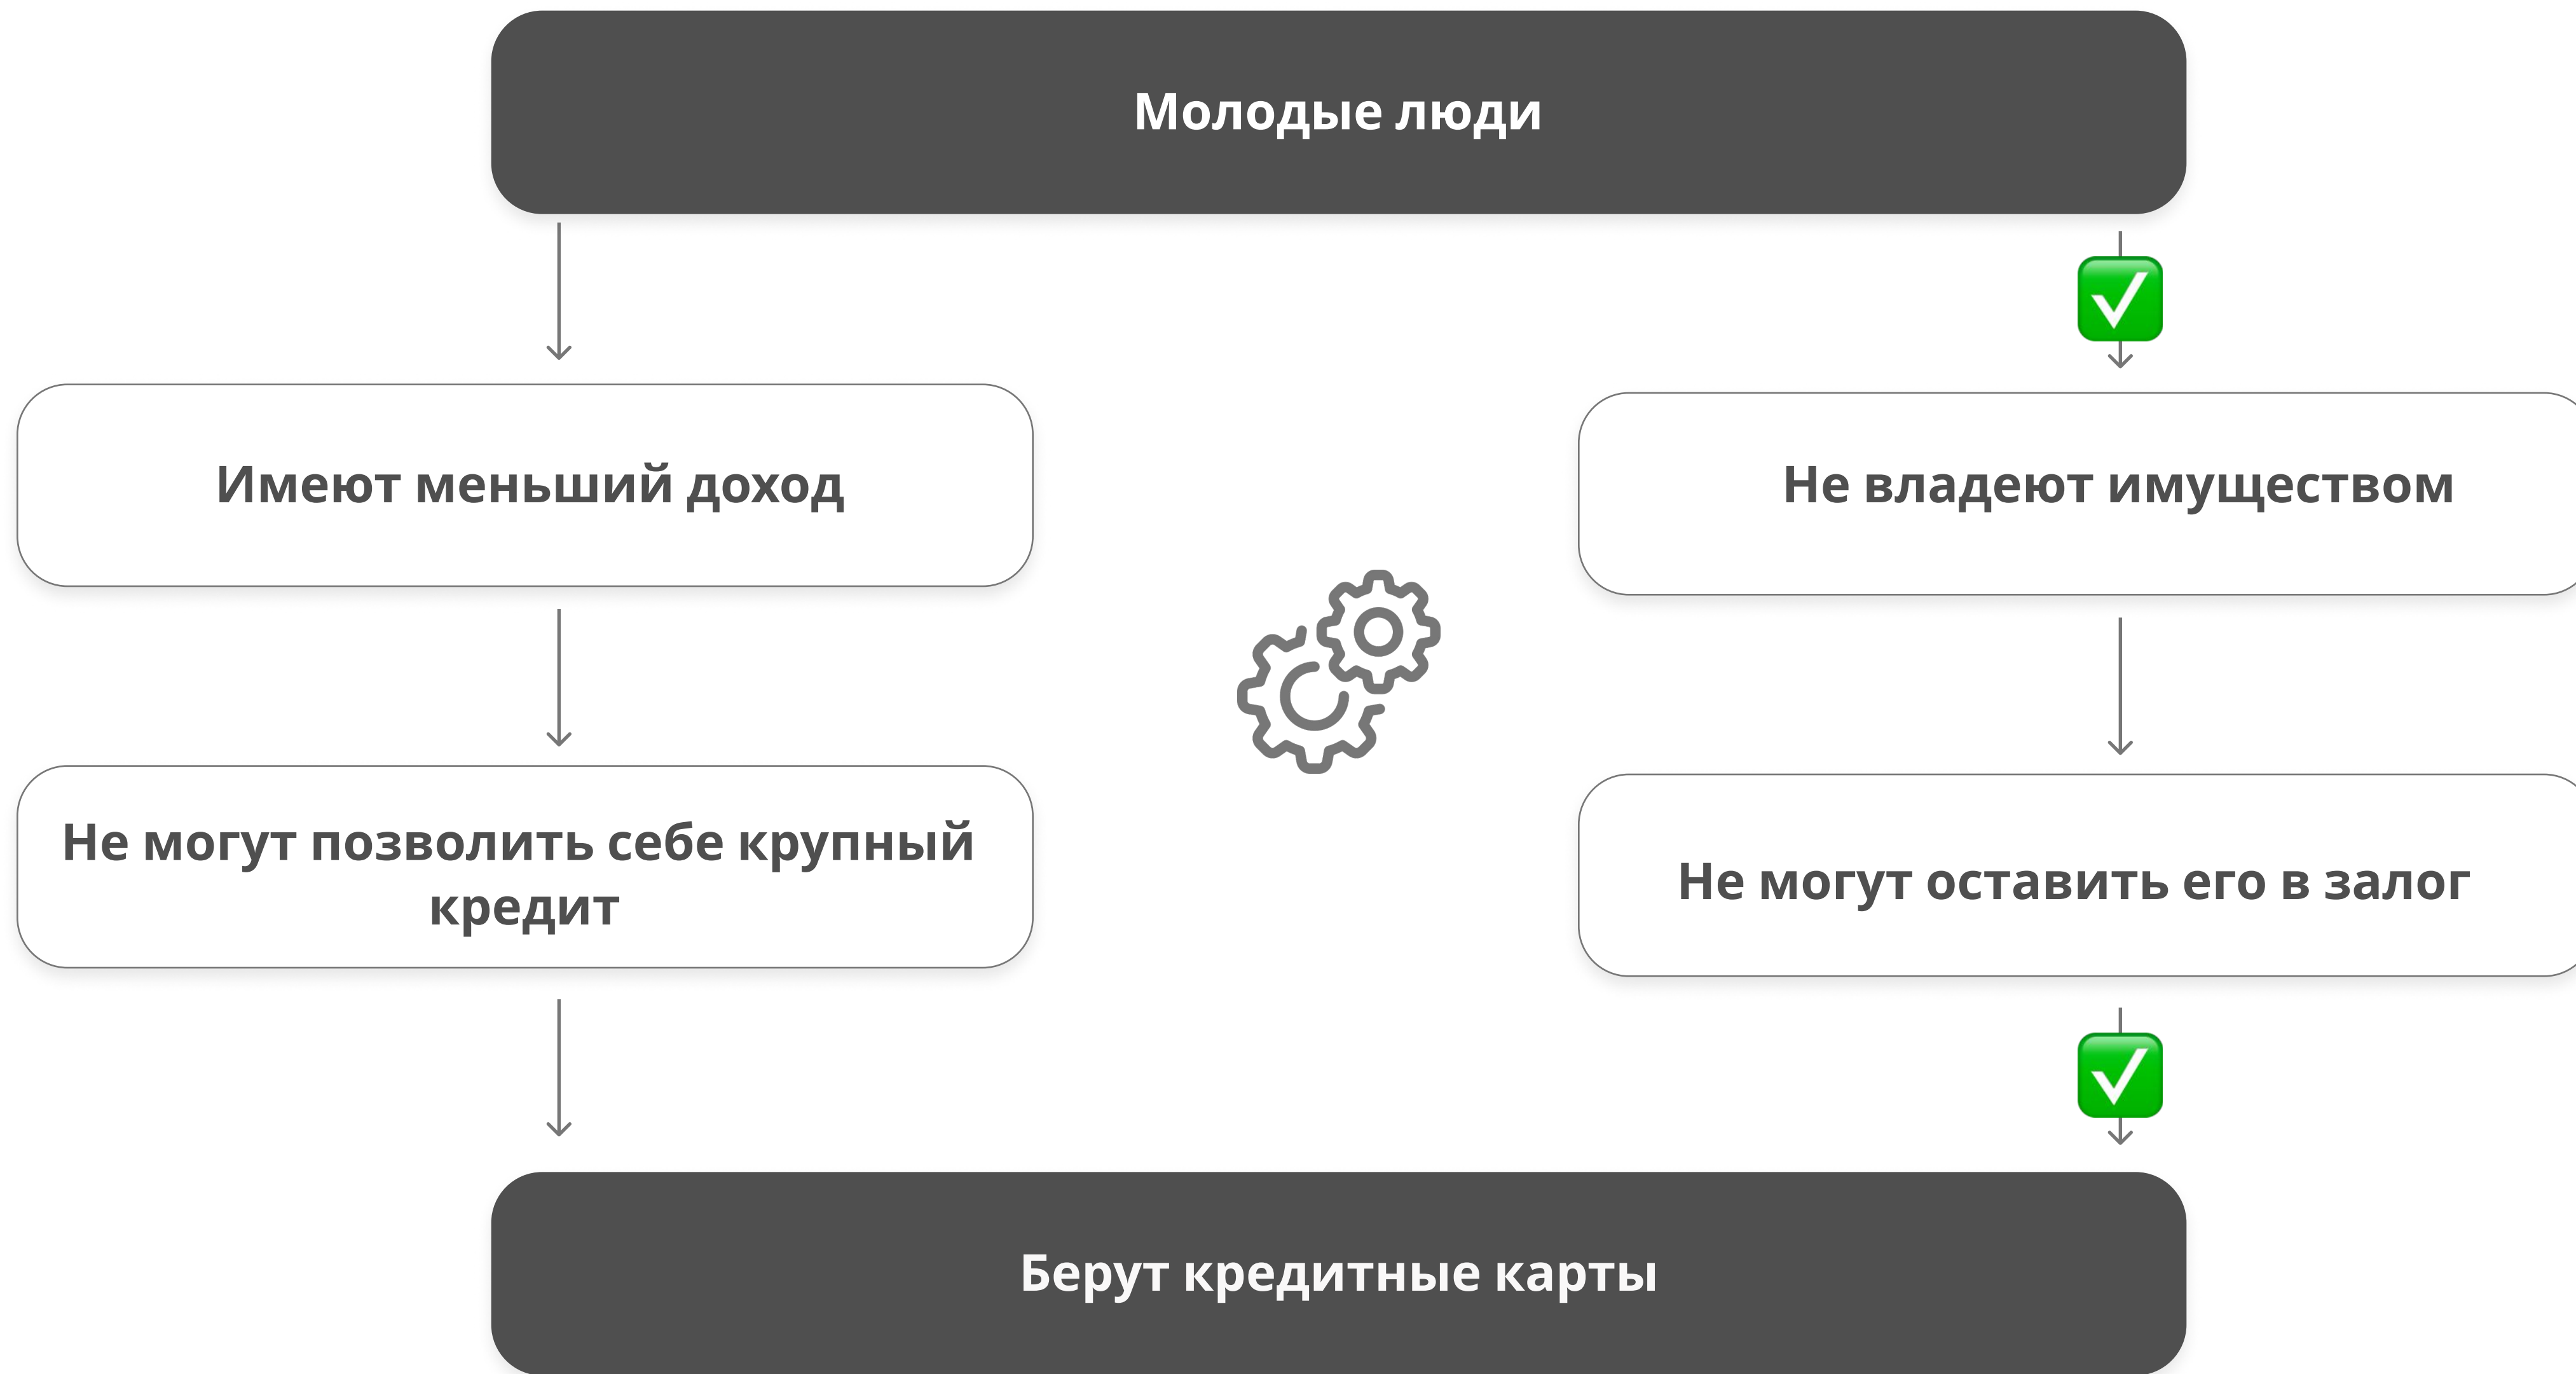 Молодые люди
Имеют меньший доход
Не владеют имуществом
Не могут позволить себе крупный
кредит
Не могут оставить его в залог
Берут кредитные карты